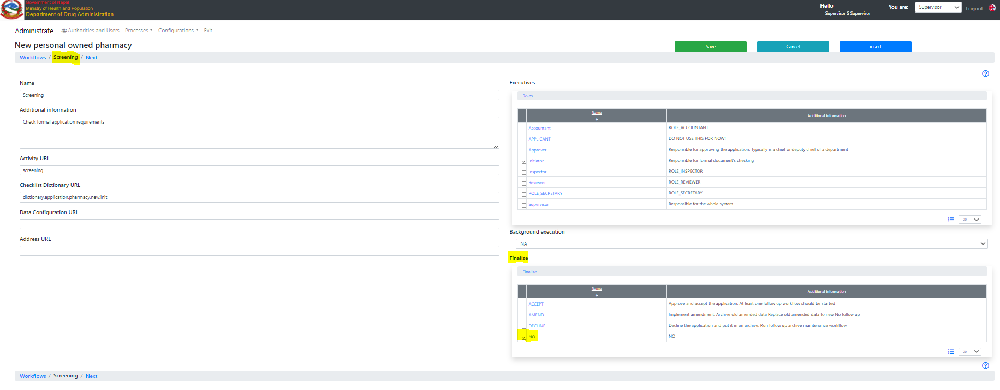 Government of Nepal
Ministry of Health and Population
Department of Drug Administration
Hello
Supervisor S Supervisor
You are:
Supervisor
Logout
Administrate
Authorities and Users
Processes
Configurations
Exit
New personal owned pharmacy
Save
Cancel
insert
Workflows / Screening / Next
Name
Screening
Additional information
Check formal application requirements
Activity URL
screening
Checklist Dictionary URL
dictionary.application.pharmacy.new.init
Data Configuration URL
Address URL
Executives
Roles
Name
Additional information
Accountant ROLE_ACCOUNTANT
APPLICANT DO NOT USE THIS FOR NOW!
Approver Responsible for approving the application. Typically is a chief or deputy chief of a department
Initiator Responsible for formal document's checking
Inspector ROLE_INSPECTOR
Reviewer ROLE_REVIEWER
ROLE_SECRETARY ROLE_SECRETARY
Supervisor Responsible for the whole system
20
Background execution
NA
Finalize
Finalize
Name
Additional information
ACCEPT Approve and accept the application. At least one follow up workflow should be started
AMEND Implement amendment: Archive old amended data Replace old amended data to new No follow up
DECLINE Decline the application and put it in an archive. Run follow up archive maintenance workflow
NO NO
20
Workflows / Screening / Next